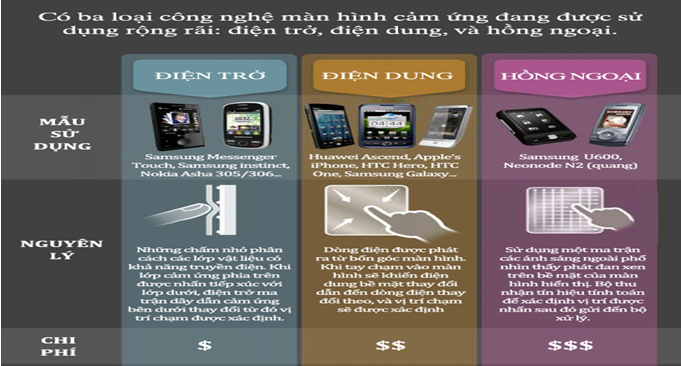 Có ba loại công nghệ màn hình cảm ứng đang được sử
dụng rộng rãi: điện trở, điện dung, và hồng ngoại.
ĐIỆN TRỞ
ĐIỆN DUNG
HỒNG NGOẠI
MẪU
SỬ
DỤNG
Samsung Messenger
Touch, Samsung instinct,
Nokia Asha 305/306...
Huawei Ascend, Apple's
iPhone, HTC Hero, HTC
One, Samsung Galaxy...
Samsung U600,
Neonode N2 (quang)
NGUYÊN
LÝ
Những chấm nhỏ phân
cách các lớp vật liệu có
khả năng truyền điện. Khi
lớp cảm ứng phía trên
được nhấn tiếp xúc với
lớp dưới, điện trở ma
trận dây dẫn cảm ứng
bên dưới thay đổi từ đó vị
trí chạm được xác định.
Dòng điện được phát
ra từ bốn góc màn hình.
Khi tay chạm vào màn
hình sẽ khiến điện
dung bề mặt thay đổi
dẫn đến dòng điện thay
đổi theo, và vị trí chạm
sẽ được xác định
Sử dụng một ma trận
các ánh sáng ngoài phổ
nhìn thấy phát đan xen
trên bề mặt của màn
hình hiển thị. Bộ thu
nhận tín hiệu tính toán
để xác định vị trí được
nhấn sau đó gửi đến bộ
xử lý.
CHI
PHÍ
$
$$
$$$